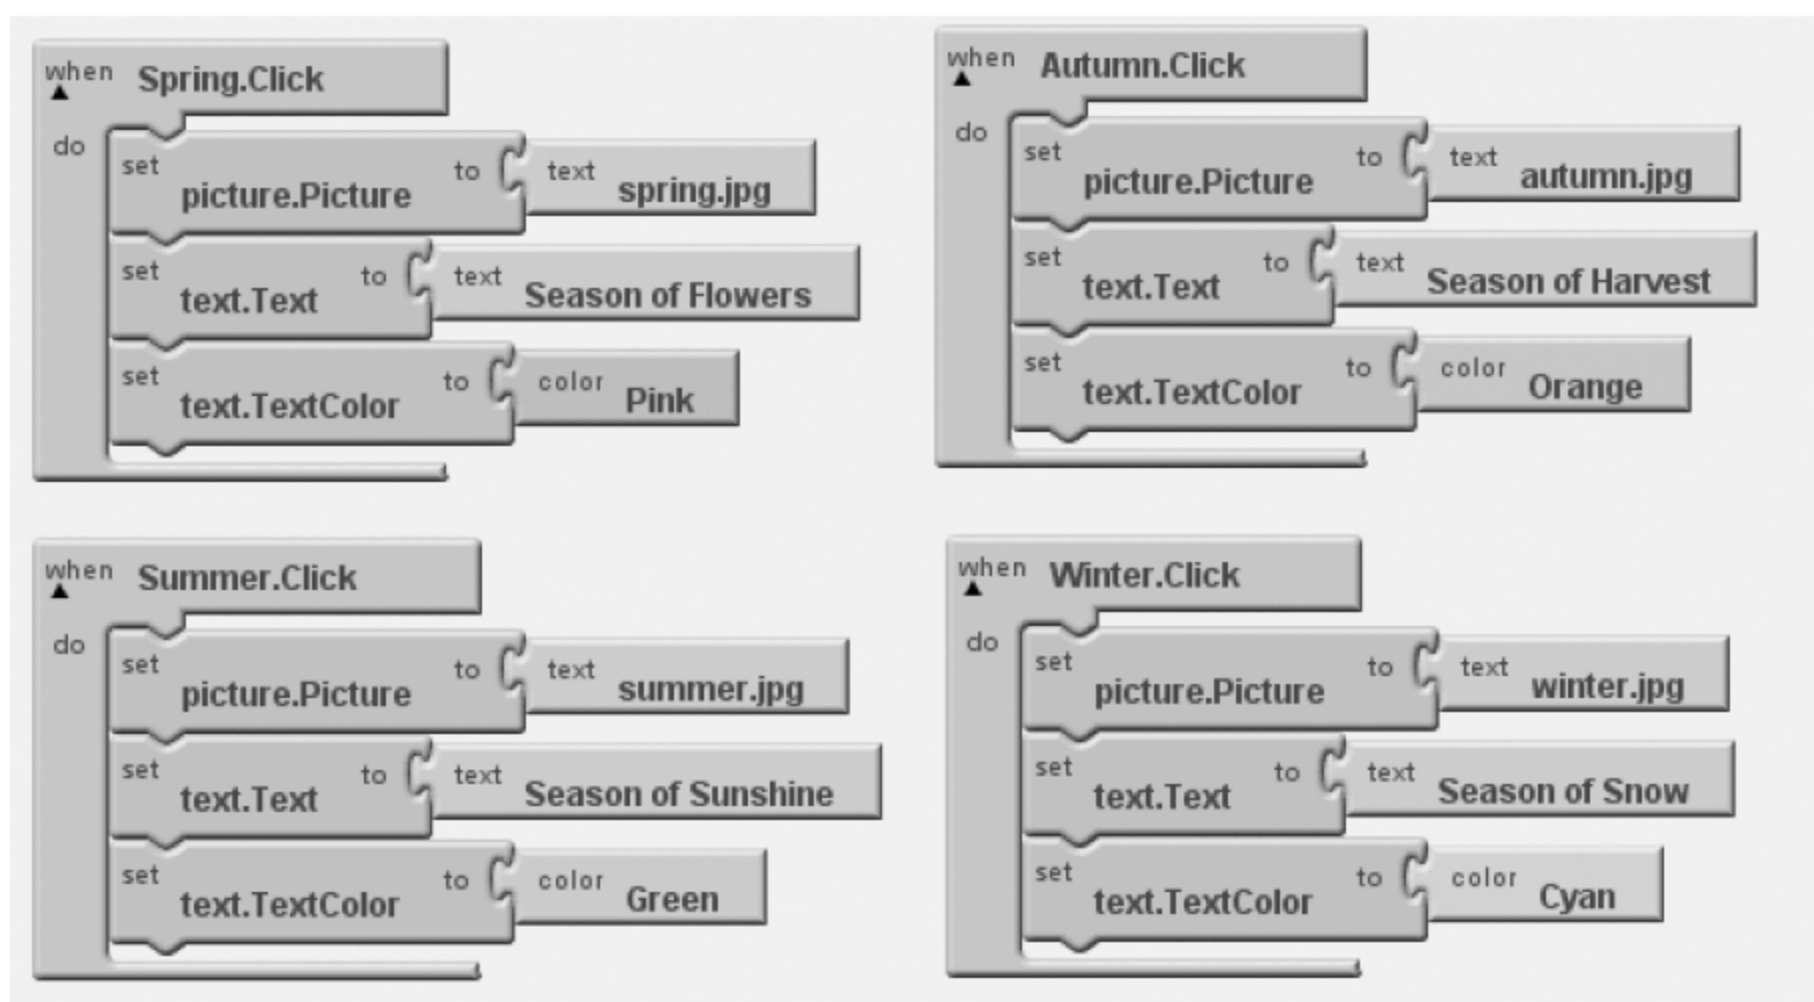 when Spring.Click
do
set picture.Picture to text spring.jpg
set text.Text to text Season of Flowers
set text.TextColor to color Pink
when Autumn.Click
do
set picture.Picture to text autumn.jpg
set text.Text to text Season of Harvest
set text.TextColor to color Orange
when Summer.Click
do
set picture.Picture to text summer.jpg
set text.Text to text Season of Sunshine
set text.TextColor to color Green
when Winter.Click
do
set picture.Picture to text winter.jpg
set text.Text to text Season of Snow
set text.TextColor to color Cyan